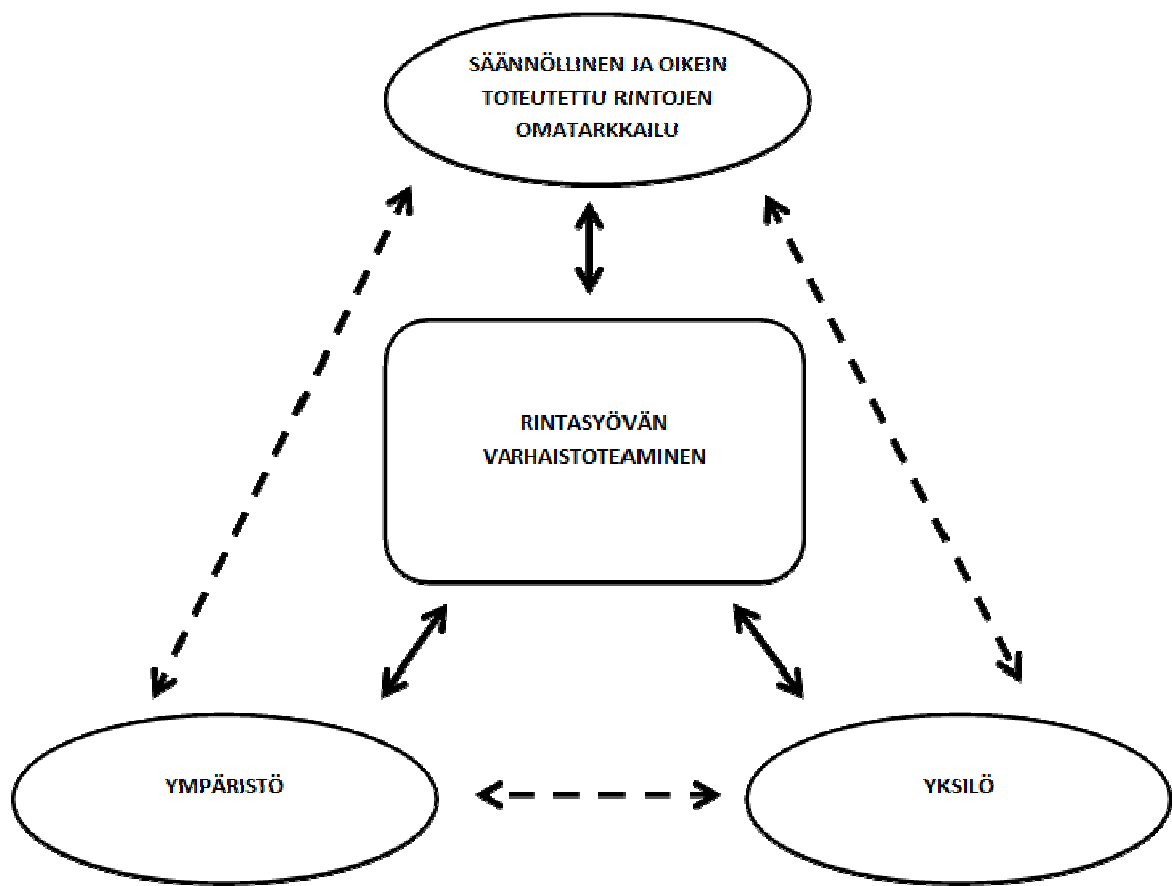 SÄÄNNÖLLINEN JA OIKEIN
TOTEUTETTU RINTOJEN
OMATARKKAILU
RINTASYÖVÄN
VARHAISTOTEAMINEN
YMPÄRISTÖ
YKSILÖ